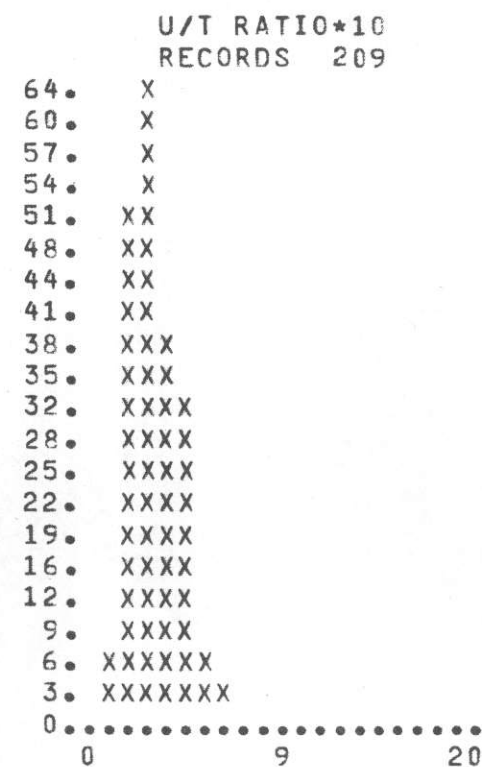 U/T RATIO*10
RECORDS 209
64. X
60. X
57. X
54. X
51. XX
48. XX
44. XX
41. XX
38. XXX
35. XXX
32. XXXX
28. XXXX
25. XXXX
22. XXXX
19. XXXX
16. XXXX
12. XXXX
9. XXXX
6. XXXXXX
3. XXXXXXX
0......................
0 9 20